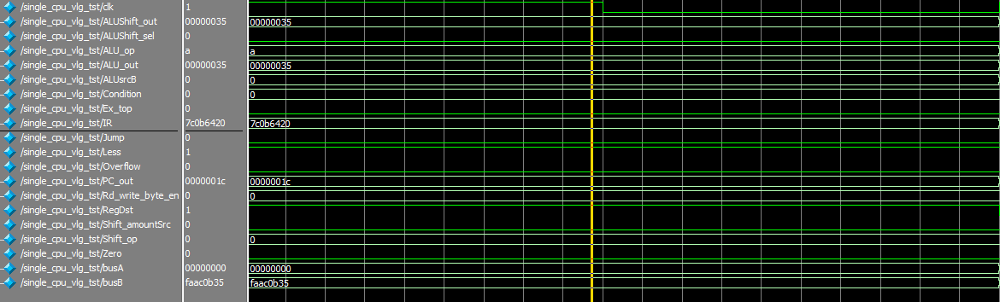 /single_cpu_vlg_tst/clk 1
/single_cpu_vlg_tst/ALUShift_out 00000035 00000035
/single_cpu_vlg_tst/ALUShift_sel 0
/single_cpu_vlg_tst/ALU_op a a
/single_cpu_vlg_tst/ALU_out 00000035 00000035
/single_cpu_vlg_tst/ALUsrcB 0 0
/single_cpu_vlg_tst/Condition 0 0
/single_cpu_vlg_tst/Ex_top 0
/single_cpu_vlg_tst/IR 7c0b6420 7c0b6420
/single_cpu_vlg_tst/Jump 0
/single_cpu_vlg_tst/Less 1
/single_cpu_vlg_tst/Overflow 0
/single_cpu_vlg_tst/PC_out 0000001c 0000001c
/single_cpu_vlg_tst/Rd_write_byte_en 0 0
/single_cpu_vlg_tst/RegDst 1
/single_cpu_vlg_tst/Shift_amountSrc 0
/single_cpu_vlg_tst/Shift_op 0 0
/single_cpu_vlg_tst/Zero 0
/single_cpu_vlg_tst/busA 00000000 00000000
/single_cpu_vlg_tst/busB faac0b35 faac0b35